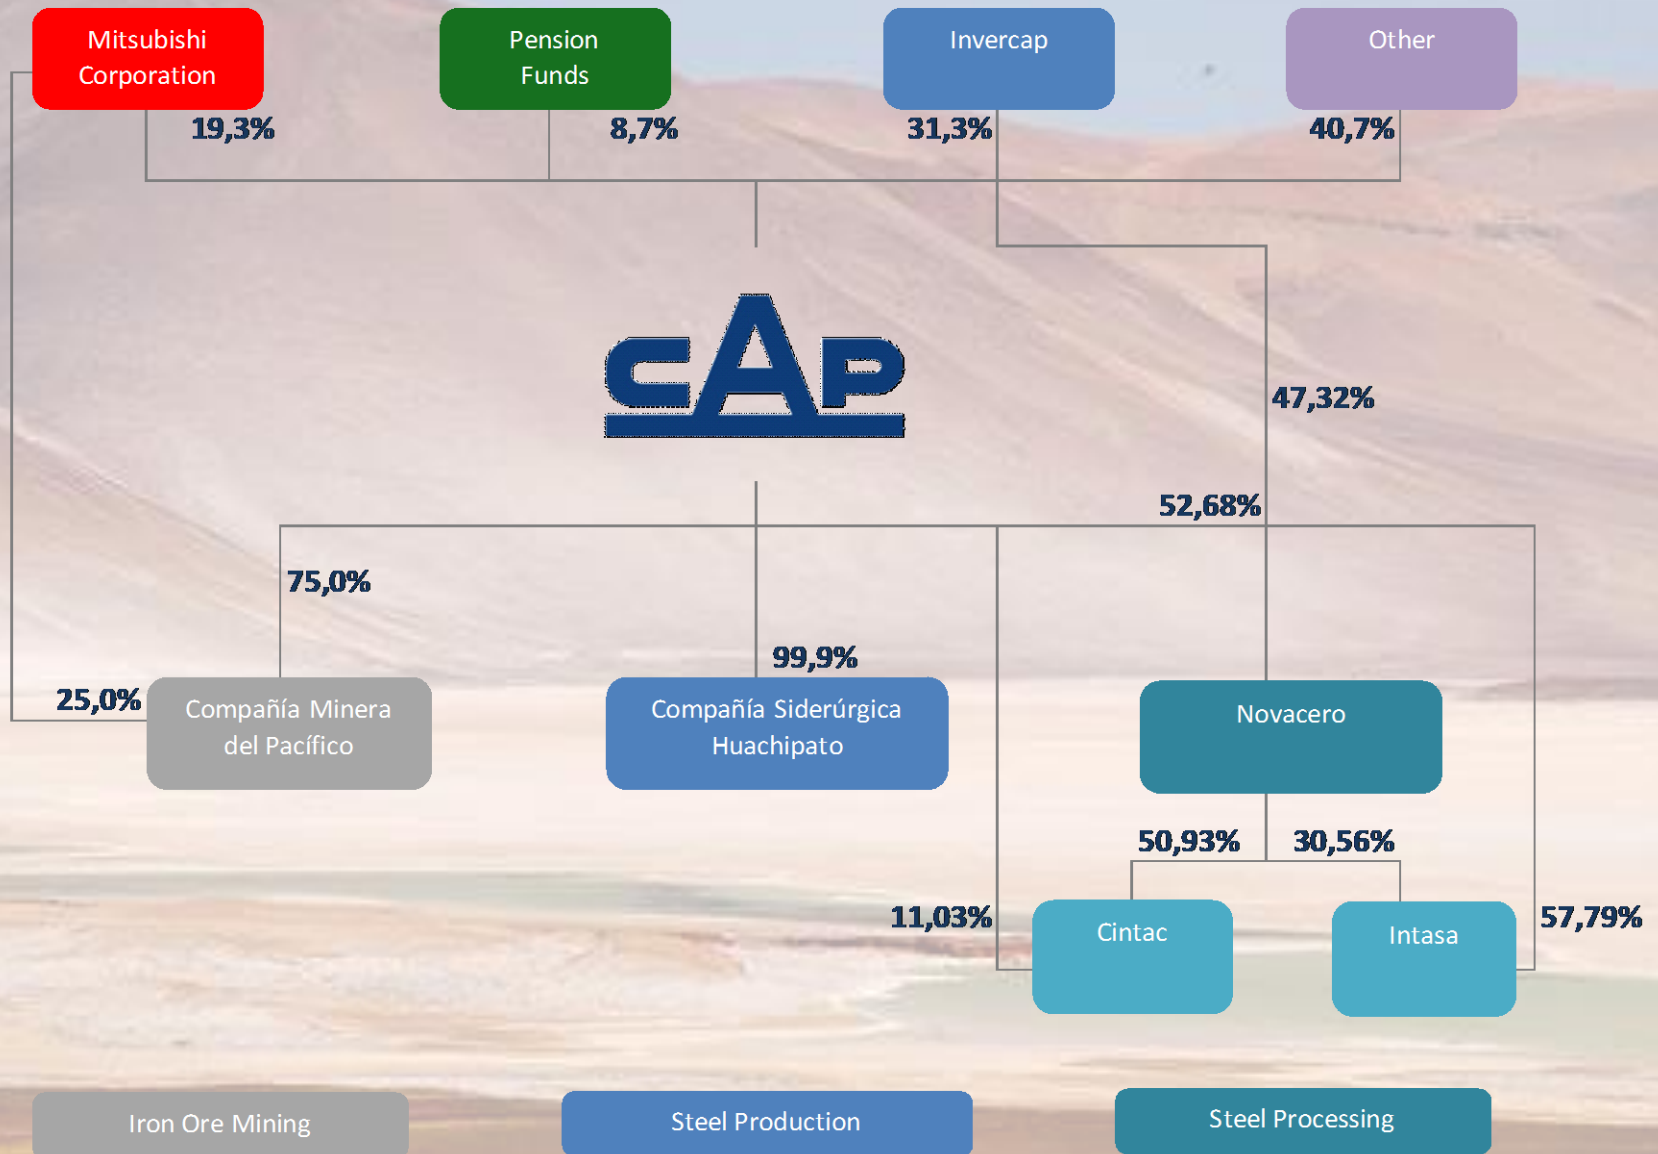 Mitsubishi
Corporation
Pension
Funds
Invercap
Other
19,3%
8,7%
31,3%
40,7%
CAP
47,32%
52,68%
75,0%
99,9%
25,0%
Compañía Minera
del Pacífico
Compañía Siderúrgica
Huachipato
Novacero
50,93%
30,56%
11,03%
Cintac
Intasa
57,79%
Iron Ore Mining
Steel Production
Steel Processing